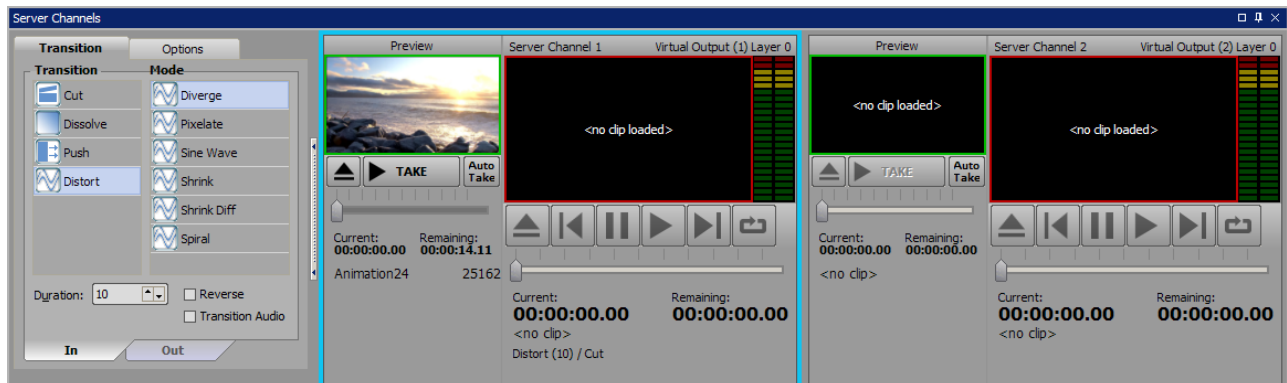 Server Channels
Transition
Options
Transition
Mode
Cut
Dissolve
Push
Distort
Diverge
Pixelate
Sine Wave
Shrink
Shrink Diff
Spiral
Duration: 10
Reverse
Transition Audio
In
Out
Preview
Server Channel 1
Virtual Output (1) Layer 0
<no clip loaded>
TAKE
Auto
Take
Current:
Remaining:
00:00:00.00
00:00:14.11
Animation24
25162
Current:
Remaining:
00:00:00.00
00:00:00.00
<no clip>
Distort (10) / Cut
Preview
Server Channel 2
Virtual Output (2) Layer 0
<no clip loaded>
<no clip loaded>
TAKE
Auto
Take
Current:
Remaining:
00:00:00.00
00:00:00.00
<no clip>
Current:
Remaining:
00:00:00.00
00:00:00.00
<no clip>